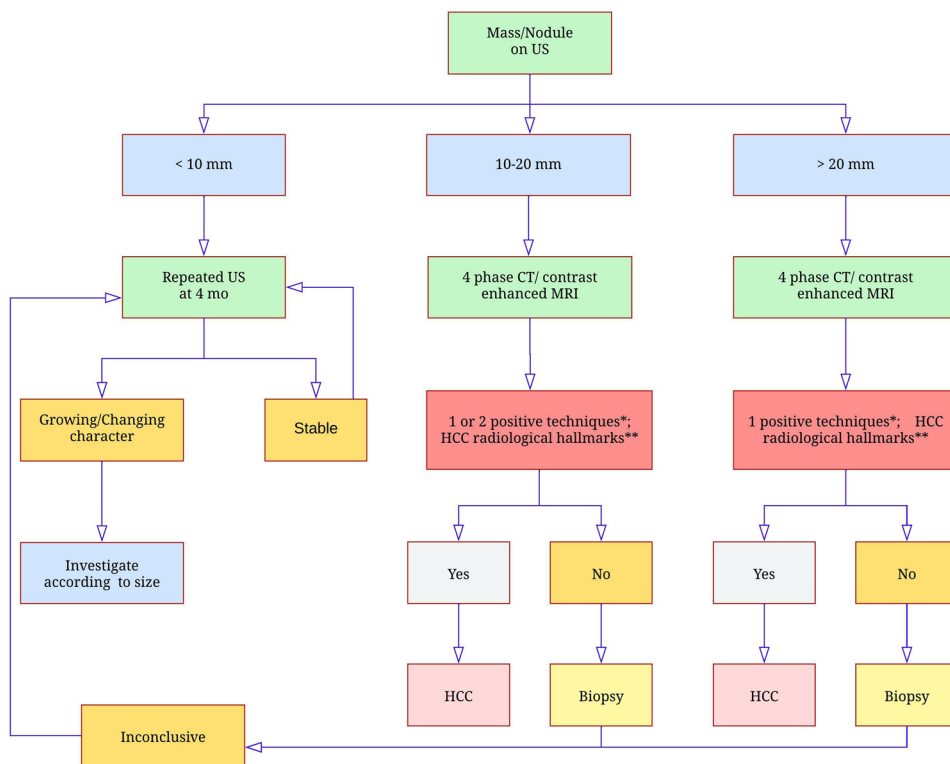 Mass/Nodule
on US
< 10 mm
10-20 mm
> 20 mm
Repeated US
at 4 mo
4 phase CT/ contrast
enhanced MRI
4 phase CT/ contrast
enhanced MRI
Growing/Changing
character
Stable
1 or 2 positive techniques*;
HCC radiological hallmarks**
1 positive techniques*; HCC
radiological hallmarks**
Investigate
according to size
Yes
No
Yes
No
HCC
Biopsy
HCC
Biopsy
Inconclusive